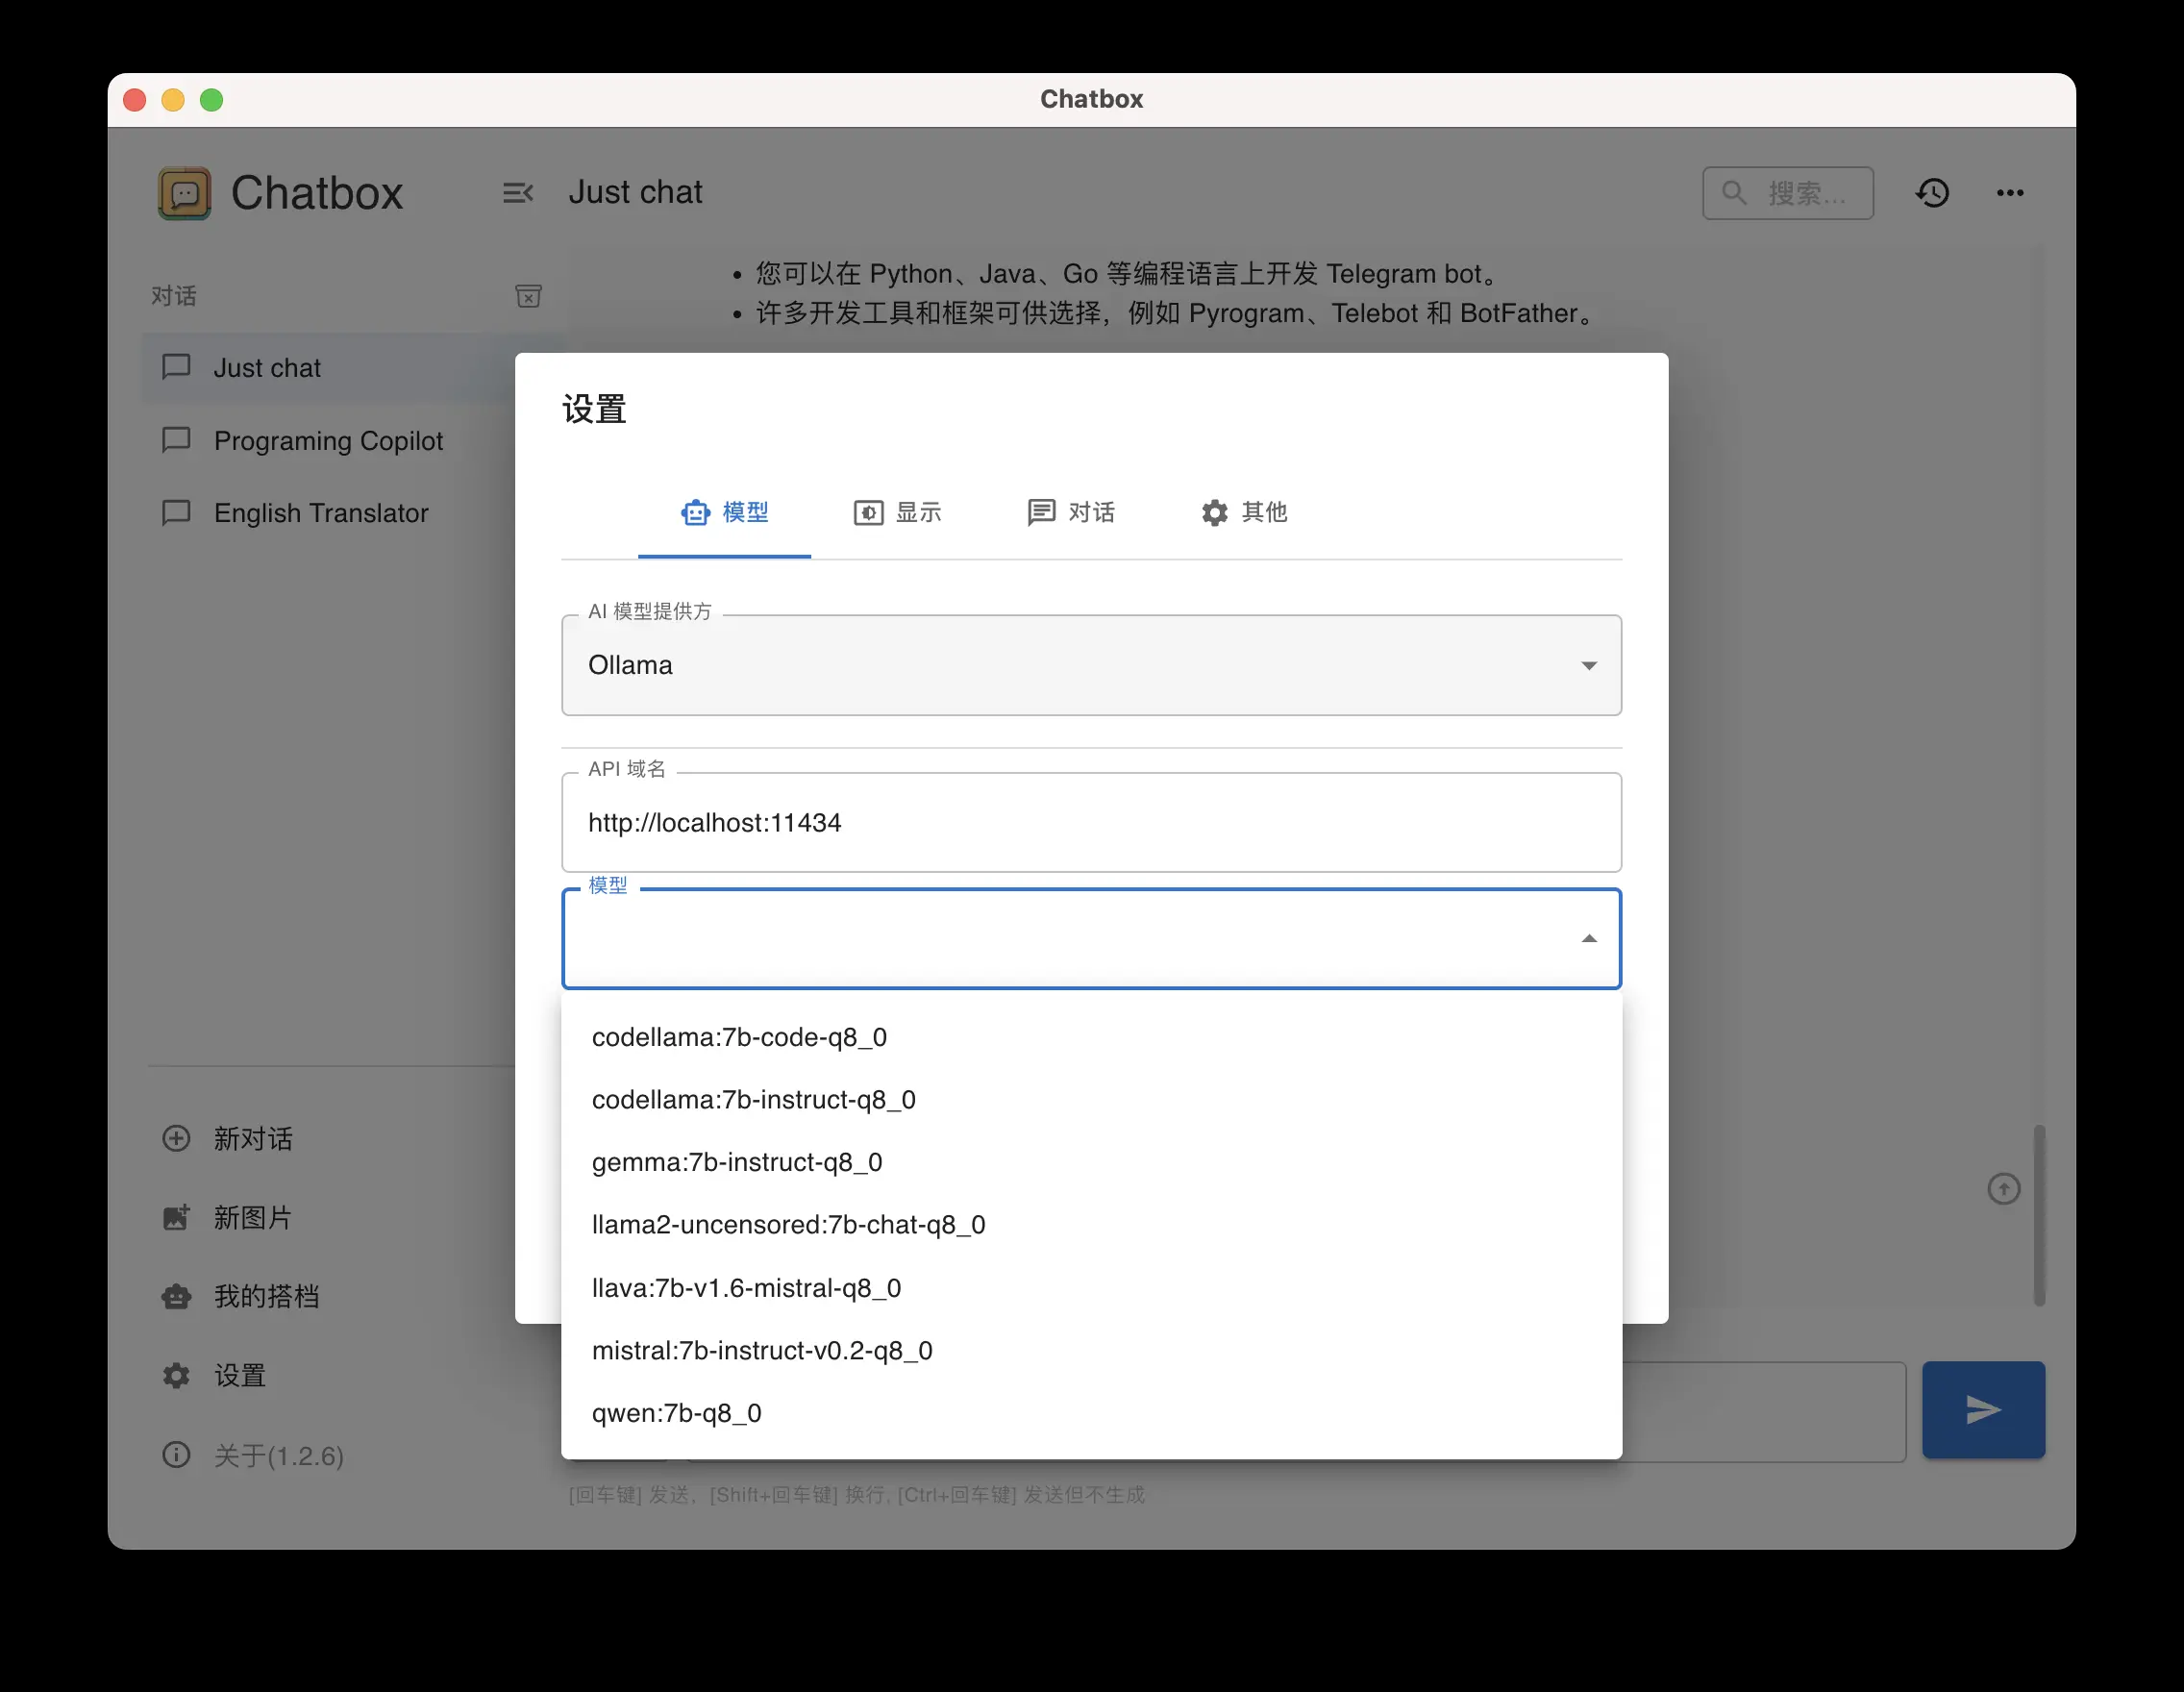 Chatbox
Chatbox
Just chat
搜索...
对话
Just chat
Programing Copilot
English Translator
新对话
新图片
我的搭档
设置
关于(1.2.6)
• 您可以在 Python、Java、Go 等编程语言上开发 Telegram bot。
• 许多开发工具和框架可供选择，例如 Pyrogram、Telebot 和 BotFather。
设置
模型 显示 对话 其他
AI 模型提供方
Ollama
API 域名
http://localhost:11434
模型
codellama:7b-code-q8_0
codellama:7b-instruct-q8_0
gemma:7b-instruct-q8_0
llama2-uncensored:7b-chat-q8_0
llava:7b-v1.6-mistral-q8_0
mistral:7b-instruct-v0.2-q8_0
qwen:7b-q8_0
[回车键] 发送，[Shift+回车键] 换行, [Ctrl+回车键] 发送但不生成